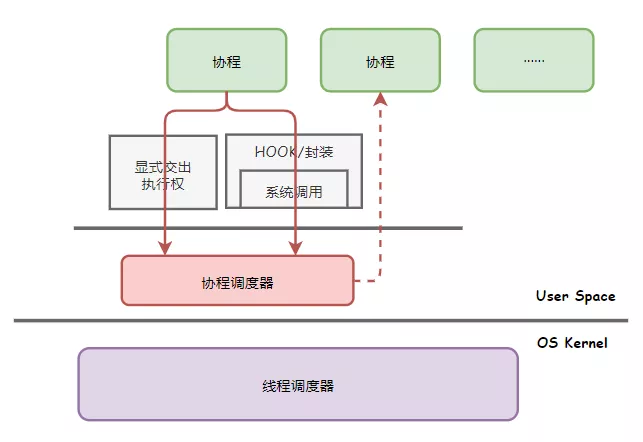 协程
协程
······
显式交出
执行权
HOOK/封装
系统调用
协程调度器
User Space
OS Kernel
线程调度器